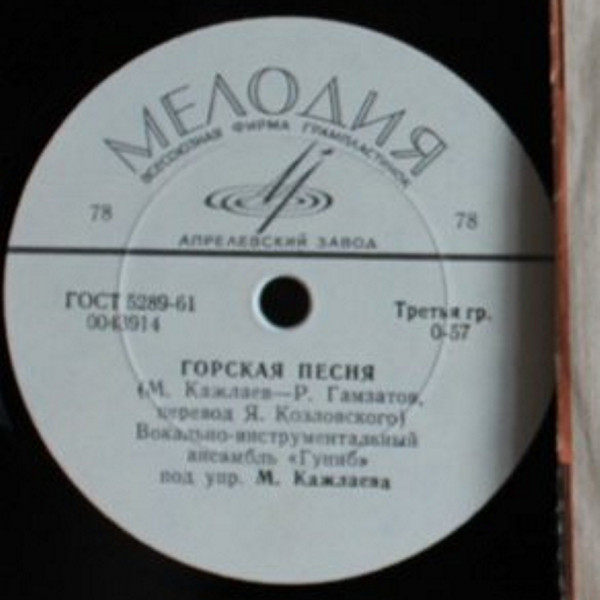 МЕЛОДИЯ
ВСЕСОЮЗНАЯ ФИРМА ГРАМПЛАСТИНОК
78
78
АПРЕЛЕВСКИЙ ЗАВОД
ГОСТ 5289-61
Третья гр.
0043914
0-57
ГОРСКАЯ ПЕСНЯ
(М. Кажлаев—Р. Гамзатов,
перевод Я. Козловского)
Вокально-инструментальный
ансамбль «Гуниб»
под упр. М. Кажлаева